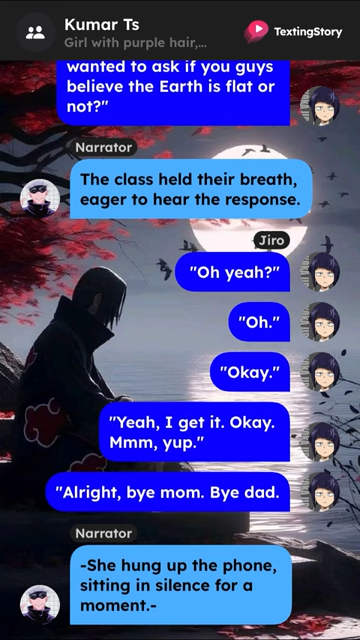 Kumar Ts
Girl with purple hair,...
TextingStory
wanted to ask if you guys
believe the Earth is flat or
not?"
Narrator
The class held their breath,
eager to hear the response.
Jiro
"Oh yeah?"
"Oh."
"Okay."
"Yeah, I get it. Okay.
Mmm, yup."
"Alright, bye mom. Bye dad.
Narrator
-She hung up the phone,
sitting in silence for a
moment.-